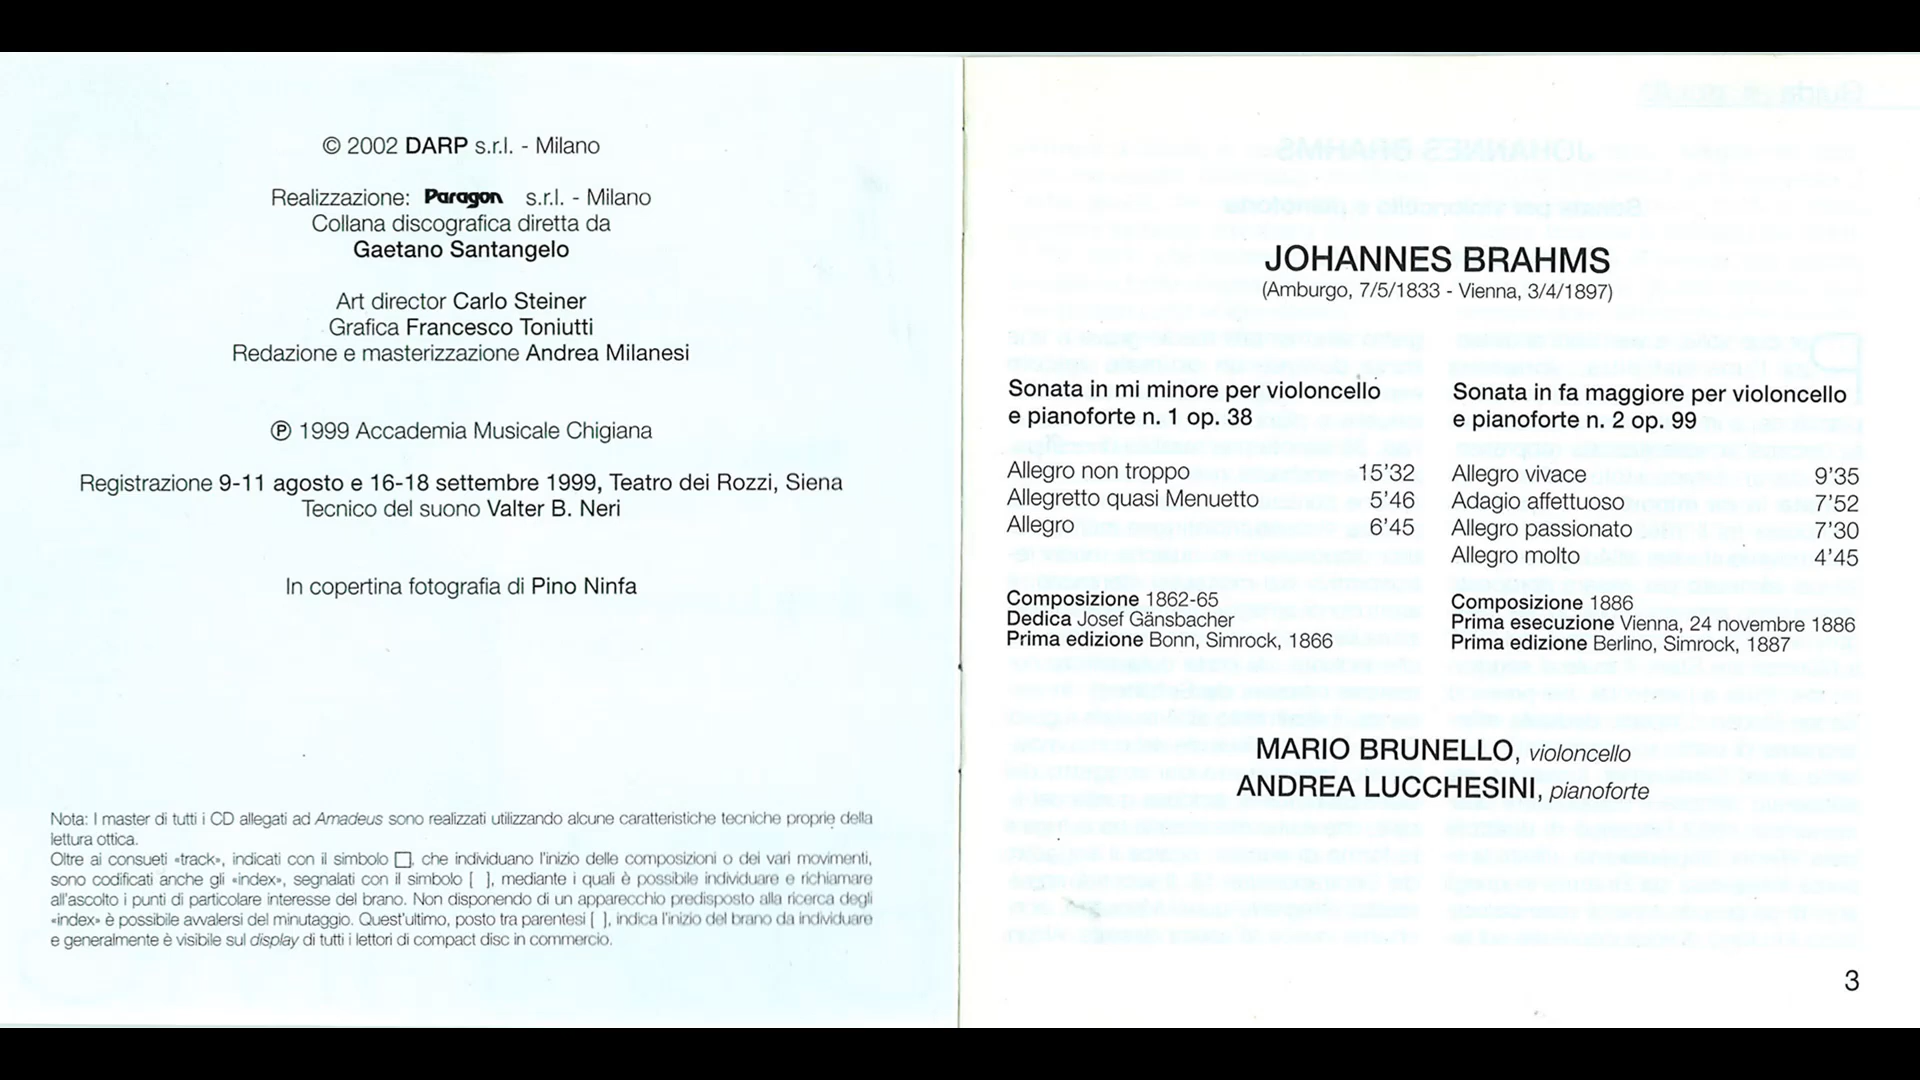 © 2002 DARP s.r.l. - Milano
Realizzazione: Paragon s.r.l. - Milano
Collana discografica diretta da
Gaetano Santangelo
Art director Carlo Steiner
Grafica Francesco Toniutti
Redazione e masterizzazione Andrea Milanesi
℗ 1999 Accademia Musicale Chigiana
Registrazione 9-11 agosto e 16-18 settembre 1999, Teatro dei Rozzi, Siena
Tecnico del suono Valter B. Neri
In copertina fotografia di Pino Ninfa
Nota: I master di tutti i CD allegati ad Amadeus sono realizzati utilizzando alcune caratteristiche tecniche proprie della
lettura ottica.
Oltre ai consueti «track», indicati con il simbolo □, che individuano l'inizio delle composizioni o dei vari movimenti,
sono codificati anche gli «index», segnalati con il simbolo [ ], mediante i quali è possibile individuare e richiamare
all'ascolto i punti di particolare interesse del brano. Non disponendo di un apparecchio predisposto alla ricerca degli
«index» è possibile avvalersi del minutaggio. Quest'ultimo, posto tra parentesi [ ], indica l'inizio del brano da individuare
e generalmente è visibile sul display di tutti i lettori di compact disc in commercio.
JOHANNES BRAHMS
(Amburgo, 7/5/1833 - Vienna, 3/4/1897)
Sonata in mi minore per violoncello
e pianoforte n. 1 op. 38
Allegro non troppo 15'32
Allegretto quasi Menuetto 5'46
Allegro 6'45
Composizione 1862-65
Dedica Josef Gänsbacher
Prima edizione Bonn, Simrock, 1866
Sonata in fa maggiore per violoncello
e pianoforte n. 2 op. 99
Allegro vivace 9'35
Adagio affettuoso 7'52
Allegro passionato 7'30
Allegro molto 4'45
Composizione 1886
Prima esecuzione Vienna, 24 novembre 1886
Prima edizione Berlino, Simrock, 1887
MARIO BRUNELLO, violoncello
ANDREA LUCCHESINI, pianoforte
3